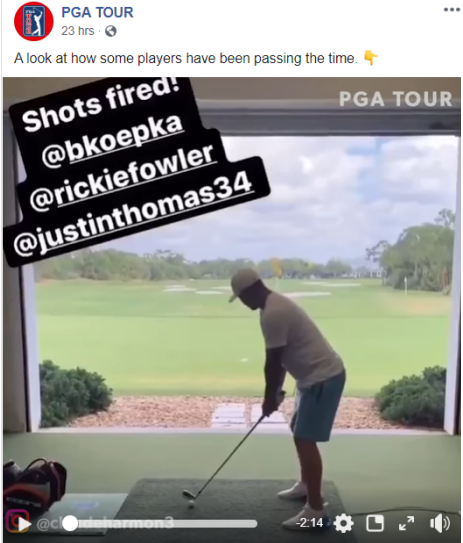 PGA TOUR
23 hrs ·
A look at how some players have been passing the time.
PGA TOUR
Shots fired!
@bkoepka
@rickiefowler
@justinthomas34
-2:14